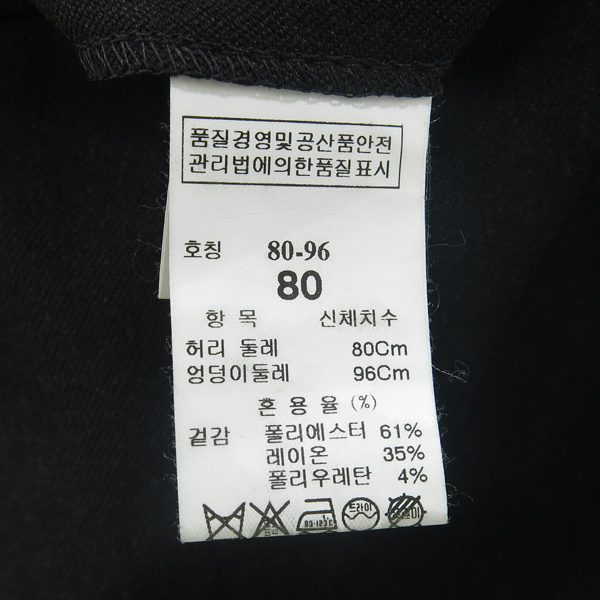 품질경영및공산품안전
관리법에의한품질표시
호칭 80-96
80
항 목 신체치수
허리 둘레 80Cm
엉덩이둘레 96Cm
혼 용 율 (%)
겉감 폴리에스터 61%
레이온 35%
폴리우레탄 4%
드라이